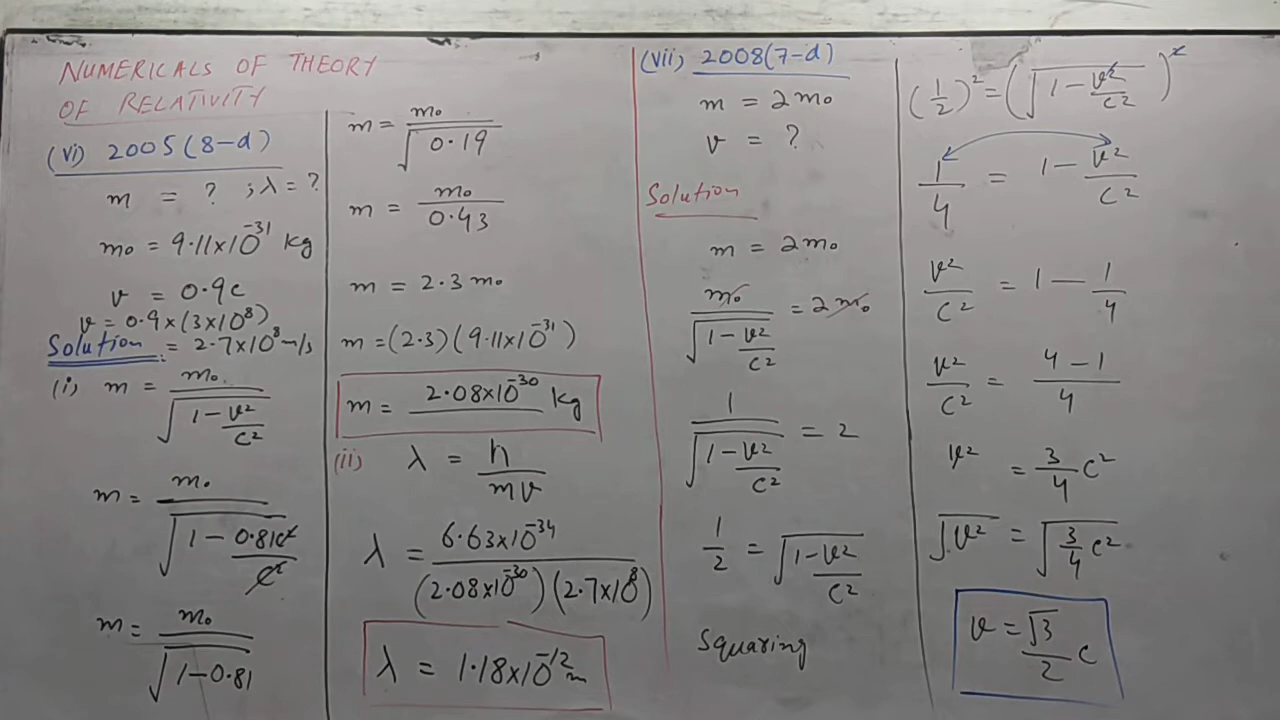 NUMERICALS OF THEORY
OF RELATIVITY
(vi) 2005(8-d)
m = ? ; λ = ?
m₀ = 9.11×10⁻³¹ kg
v = 0.9c
v = 0.9×(3×10⁸)
Solution = 2.7×10⁸ m/s
(i) m = m₀/√(1-v²/c²)
m = m₀/√(1-0.81c²/c²)
m = m₀/√(1-0.81)
m = m₀/√(0.19)
m = m₀/0.43
m = 2.3 m₀
m = (2.3)(9.11×10⁻³¹)
m = 2.08×10⁻³⁰ kg
(ii) λ = h/mv
λ = 6.63×10⁻³⁴/(2.08×10⁻³⁰)(2.7×10⁸)
λ = 1.18×10⁻¹² m
(vii) 2008(7-d)
m = 2m₀
v = ?
Solution
m = 2m₀
m₀/√(1-v²/c²) = 2m₀
1/√(1-v²/c²) = 2
1/2 = √(1-v²/c²)
Squaring
(1/2)² = (√(1-v²/c²))²
1/4 = 1-v²/c²
v²/c² = 1-1/4
v²/c² = 4-1/4
v² = 3/4 c²
√v² = √(3/4 c²)
v = √3/2 c